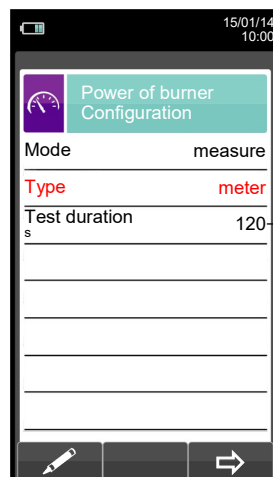 15/01/14
10:00
Power of burner
Configuration
Mode measure
Type meter
Test duration 120
s